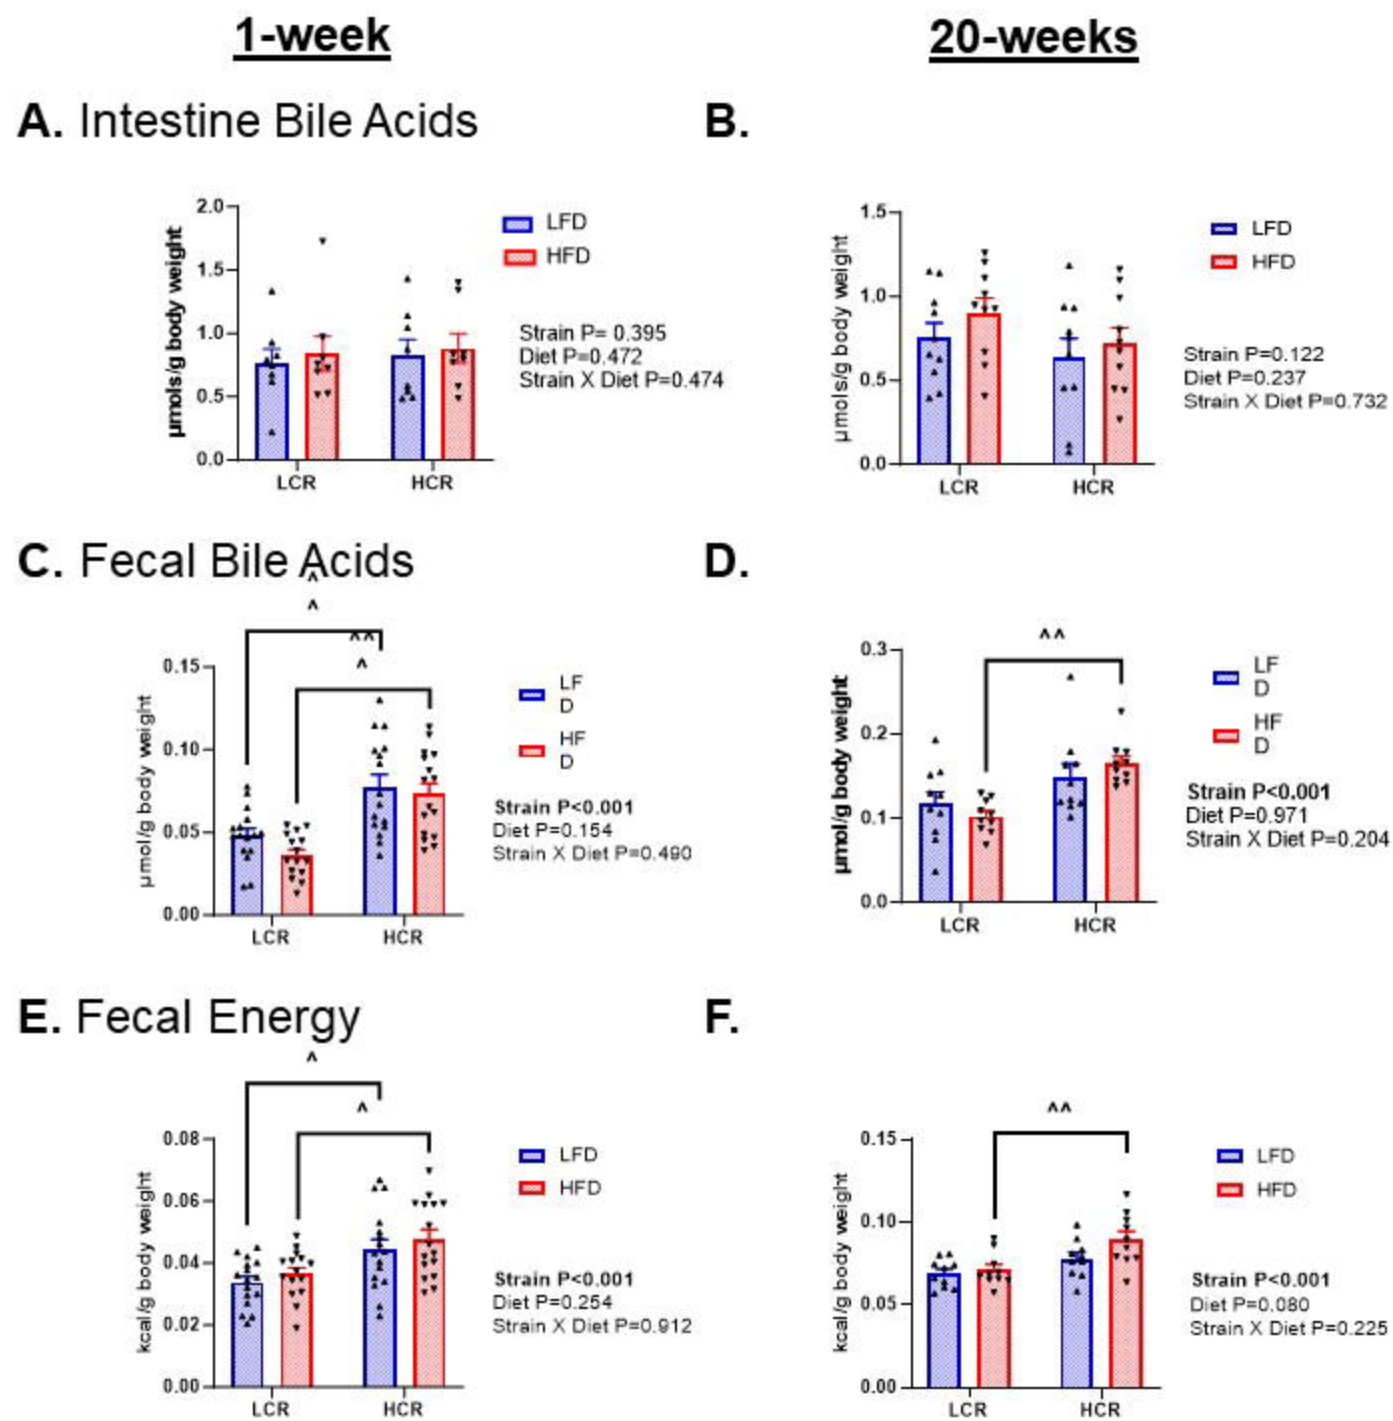 1-week
20-weeks
A. Intestine Bile Acids
B.
µmols/g body weight
2.0
1.5
1.0
0.5
0.0
LCR
HCR
LFD
HFD
Strain P= 0.395
Diet P=0.472
Strain X Diet P=0.474
µmols/g body weight
1.5
1.0
0.5
0.0
LCR
HCR
LFD
HFD
Strain P=0.122
Diet P=0.237
Strain X Diet P=0.732
C. Fecal Bile Acids
D.
^
^
^^
^
µmol/g body weight
0.15
0.10
0.05
0.00
LCR
HCR
LF
D
HF
D
Strain P<0.001
Diet P=0.154
Strain X Diet P=0.490
^^
µmol/g body weight
0.3
0.2
0.1
0.0
LCR
HCR
LF
D
HF
D
Strain P<0.001
Diet P=0.971
Strain X Diet P=0.204
E. Fecal Energy
F.
^
^
kcal/g body weight
0.08
0.06
0.04
0.02
0.00
LCR
HCR
LFD
HFD
Strain P<0.001
Diet P=0.254
Strain X Diet P=0.912
^^
kcal/g body weight
0.15
0.10
0.05
0.00
LCR
HCR
LFD
HFD
Strain P<0.001
Diet P=0.080
Strain X Diet P=0.225